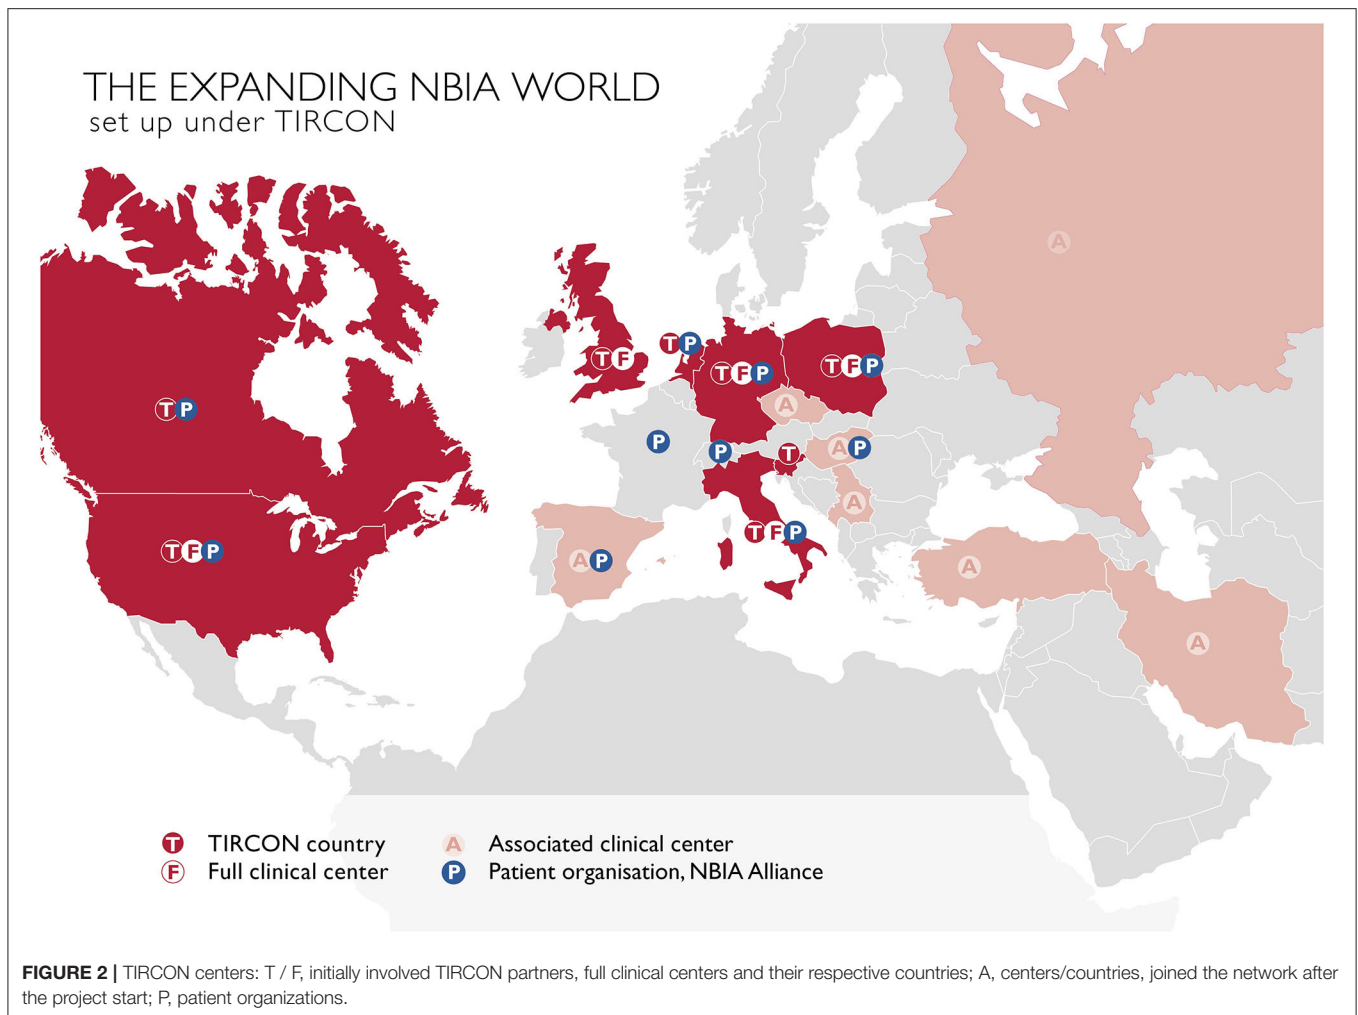 THE EXPANDING NBIA WORLD
set up under TIRCON
A
T F
T P
T F P
T F P
A
T P
P
P
T
A P
A
T F P
T F P
A P
A
A
T TIRCON country
F Full clinical center
A Associated clinical center
P Patient organisation, NBIA Alliance
FIGURE 2 | TIRCON centers: T / F, initially involved TIRCON partners, full clinical centers and their respective countries; A, centers/countries, joined the network after
the project start; P, patient organizations.